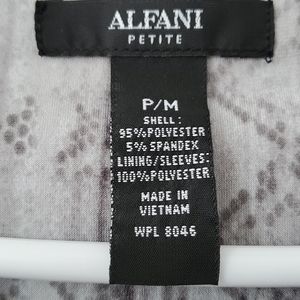 ALFANI
PETITE
P/M
SHELL:
95%POLYESTER
5% SPANDEX
LINING/SLEEVES:
100%POLYESTER
MADE IN
VIETNAM
WPL 8046